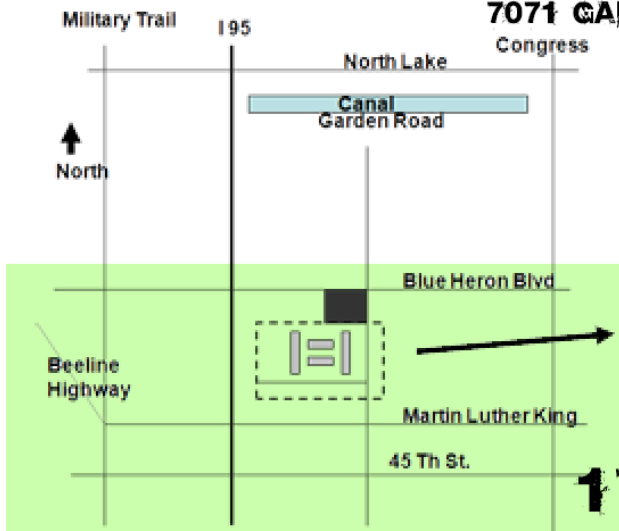 7071
Military Trail
I 95
Congress
North Lake
Canal
Garden Road
North
Blue Heron Blvd
Beeline
Highway
Martin Luther King
45 Th St.